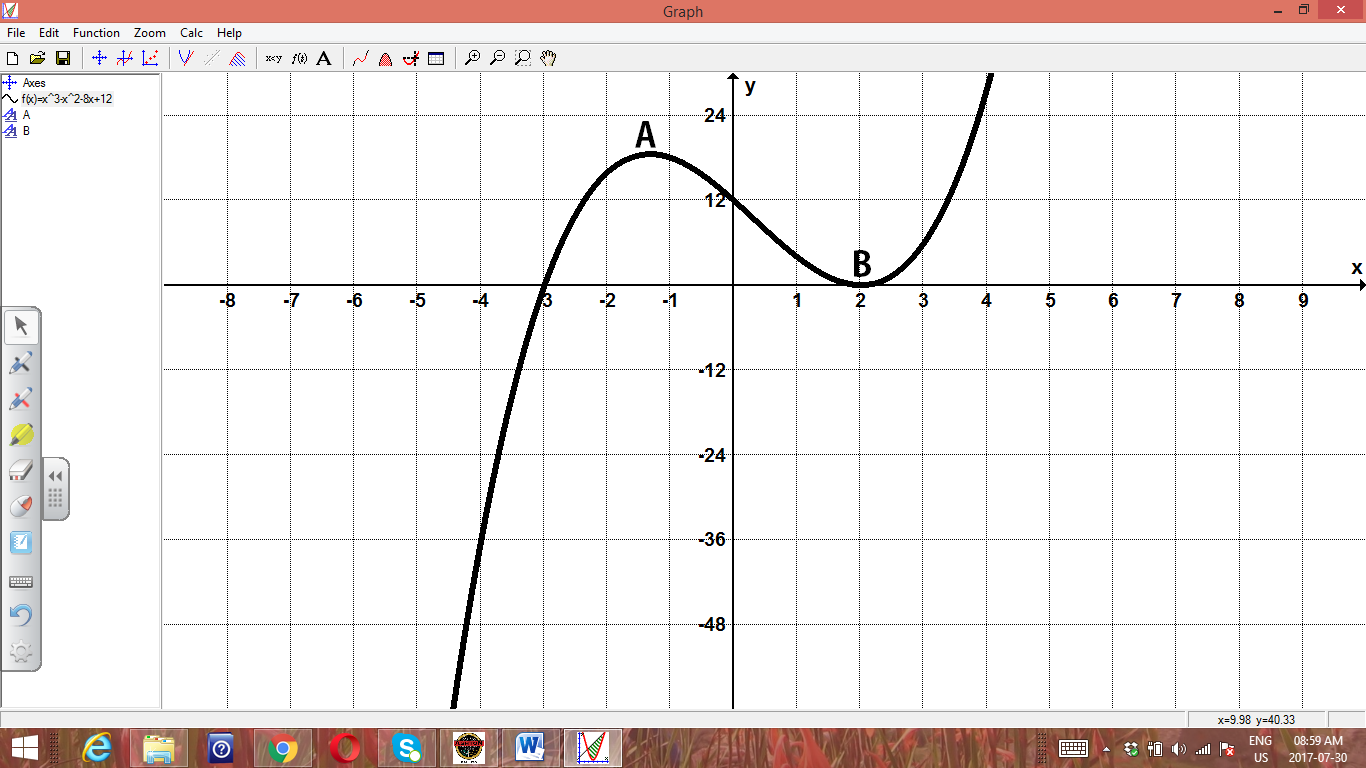 Graph
File Edit Function Zoom Calc Help
Axes
f(x)=x^3-x^2-8x+12
A
B
y
24
A
12
B
x
-8 -7 -6 -5 -4 -3 -2 -1 1 2 3 4 5 6 7 8 9
-12
-24
-36
-48
x=9.98 y=40.33
ENG 08:59 AM
US 2017-07-30